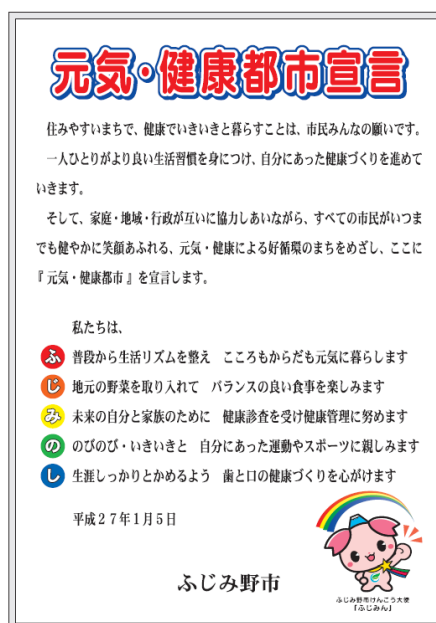 元気・健康都市宣言
住みやすいまちで、健康でいきいきと暮らすことは、市民みんなの願いです。
一人ひとりがより良い生活習慣を身につけ、自分にあった健康づくりを進めて
いきます。
そして、家庭・地域・行政が互いに協力しあいながら、すべての市民がいつま
でも健やかに笑顔あふれる、元気・健康による好循環のまちをめざし、ここに
『元気・健康都市』を宣言します。
私たちは、
ふ 普段から生活リズムを整え こころもからだも元気に暮らします
じ 地元の野菜を取り入れて バランスの良い食事を楽しみます
み 未来の自分と家族のために 健康診査を受け健康管理に努めます
の のびのび・いきいきと 自分にあった運動やスポーツに親しみます
し 生涯しっかりとかめるよう 歯と口の健康づくりを心がけます
平成27年1月5日
ふじみ野市
ふじみ野市けんこう大使
「ふじみん」